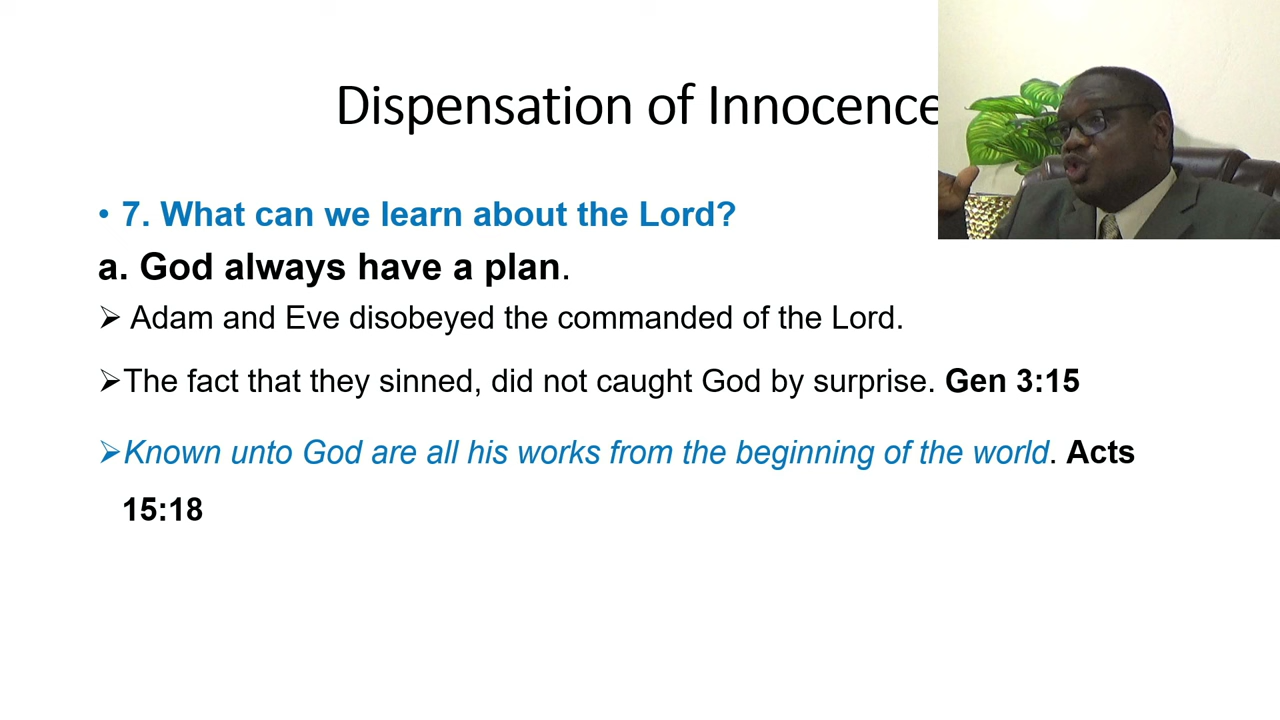 Dispensation of Innocence
• 7. What can we learn about the Lord?
a. God always have a plan.
➢ Adam and Eve disobeyed the commanded of the Lord.
➢The fact that they sinned, did not caught God by surprise. Gen 3:15
➢Known unto God are all his works from the beginning of the world. Acts
15:18